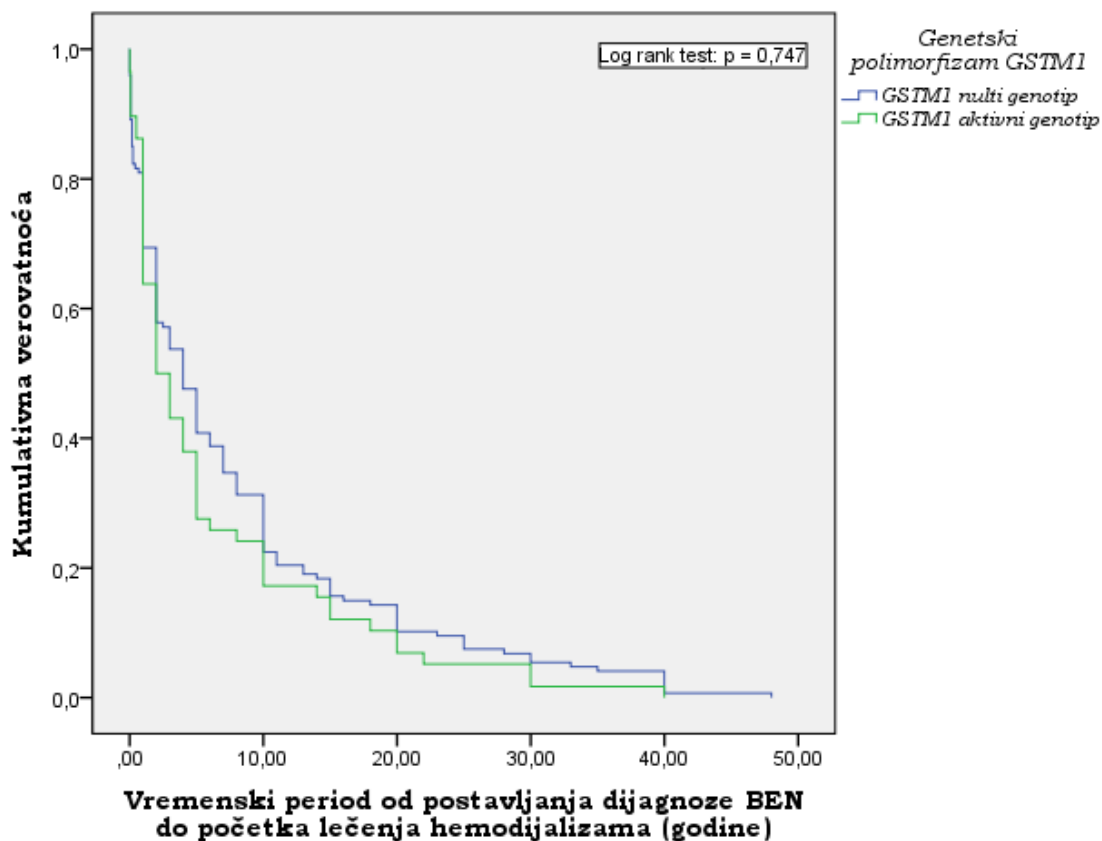 Log rank test: p = 0,747
Genetski
polimorfizam GSTM1
GSTM1 nulti genotip
GSTM1 aktivni genotip
Kumulativna verovatnoća
1,0
0,8
0,6
0,4
0,2
0,0
,00
10,00
20,00
30,00
40,00
50,00
Vremenski period od postavljanja dijagnoze BEN
do početka lečenja hemodijalizama (godine)